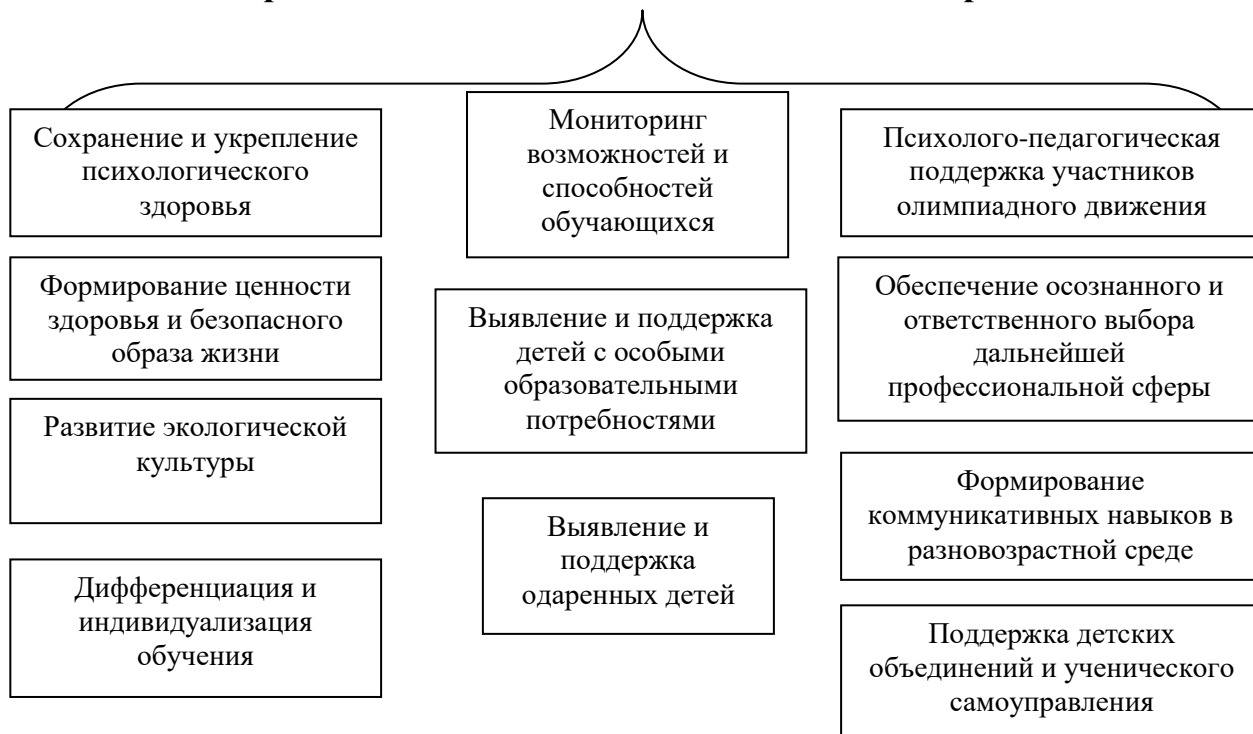 Сохранение и укрепление
психологического
здоровья
Формирование ценности
здоровья и безопасного
образа жизни
Развитие экологической
культуры
Дифференциация и
индивидуализация
обучения
Мониторинг
возможностей и
способностей
обучающихся
Выявление и поддержка
детей с особыми
образовательными
потребностями
Выявление и
поддержка
одаренных детей
Психолого-педагогическая
поддержка участников
олимпиадного движения
Обеспечение осознанного и
ответственного выбора
дальнейшей
профессиональной сферы
Формирование
коммуникативных навыков в
разновозрастной среде
Поддержка детских
объединений и ученического
самоуправления